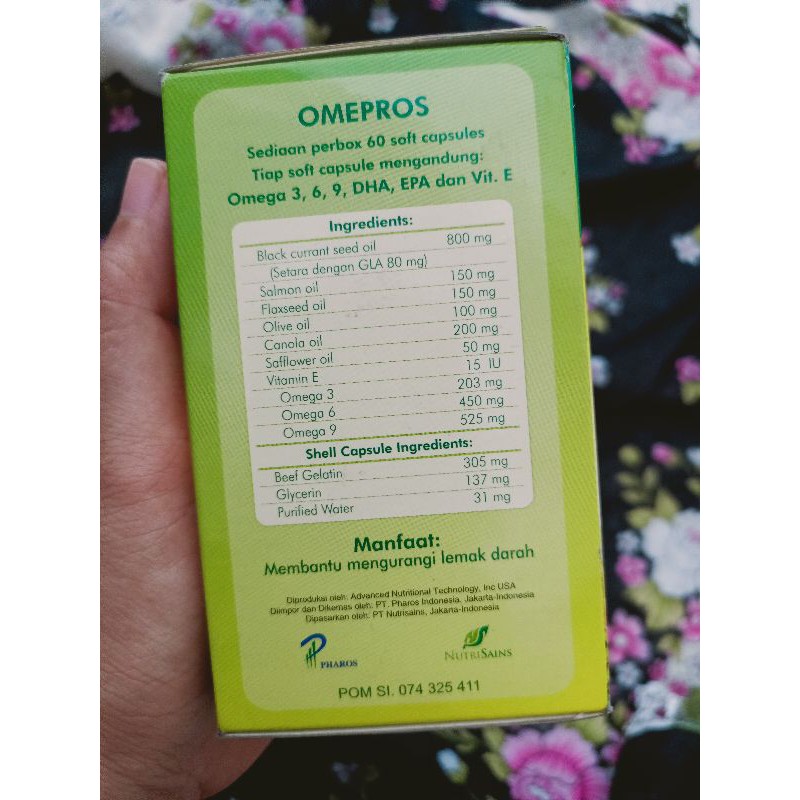 OMEPROS
Sediaan perbox 60 soft capsules
Tiap soft capsule mengandung:
Omega 3, 6, 9, DHA, EPA dan Vit. E
Ingredients:
Black currant seed oil 800 mg
(Setara dengan GLA 80 mg)
Salmon oil 150 mg
Flaxseed oil 150 mg
Olive oil 100 mg
Canola oil 200 mg
Safflower oil 50 mg
Vitamin E 15 IU
Omega 3 203 mg
Omega 6 450 mg
Omega 9 525 mg
Shell Capsule Ingredients:
Beef Gelatin 305 mg
Glycerin 137 mg
Purified Water 31 mg
Manfaat:
Membantu mengurangi lemak darah
Diproduksi oleh: Advanced Nutritional Technology, Inc USA
Diimpor dan Dikemas oleh: PT. Pharos Indonesia, Jakarta-Indonesia
Dipasarkan oleh: PT Nutrisains, Jakarta-Indonesia
PHAROS
NUTRISAINS
POM SI. 074 325 411